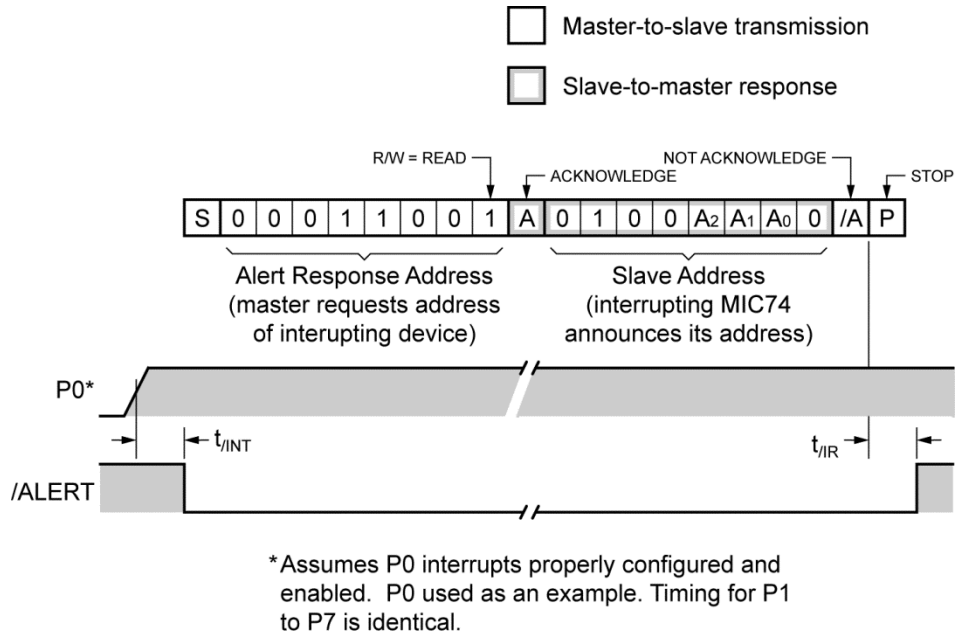 Master-to-slave transmission
Slave-to-master response
R/W = READ
ACKNOWLEDGE
NOT ACKNOWLEDGE
STOP
S 0 0 0 1 1 0 0 1 A 0 1 0 0 A2 A1 A0 0 /A P
Alert Response Address
(master requests address
of interupting device)
Slave Address
(interrupting MIC74
announces its address)
P0*
t/INT
t/IR
/ALERT
*Assumes P0 interrupts properly configured and
enabled. P0 used as an example. Timing for P1
to P7 is identical.